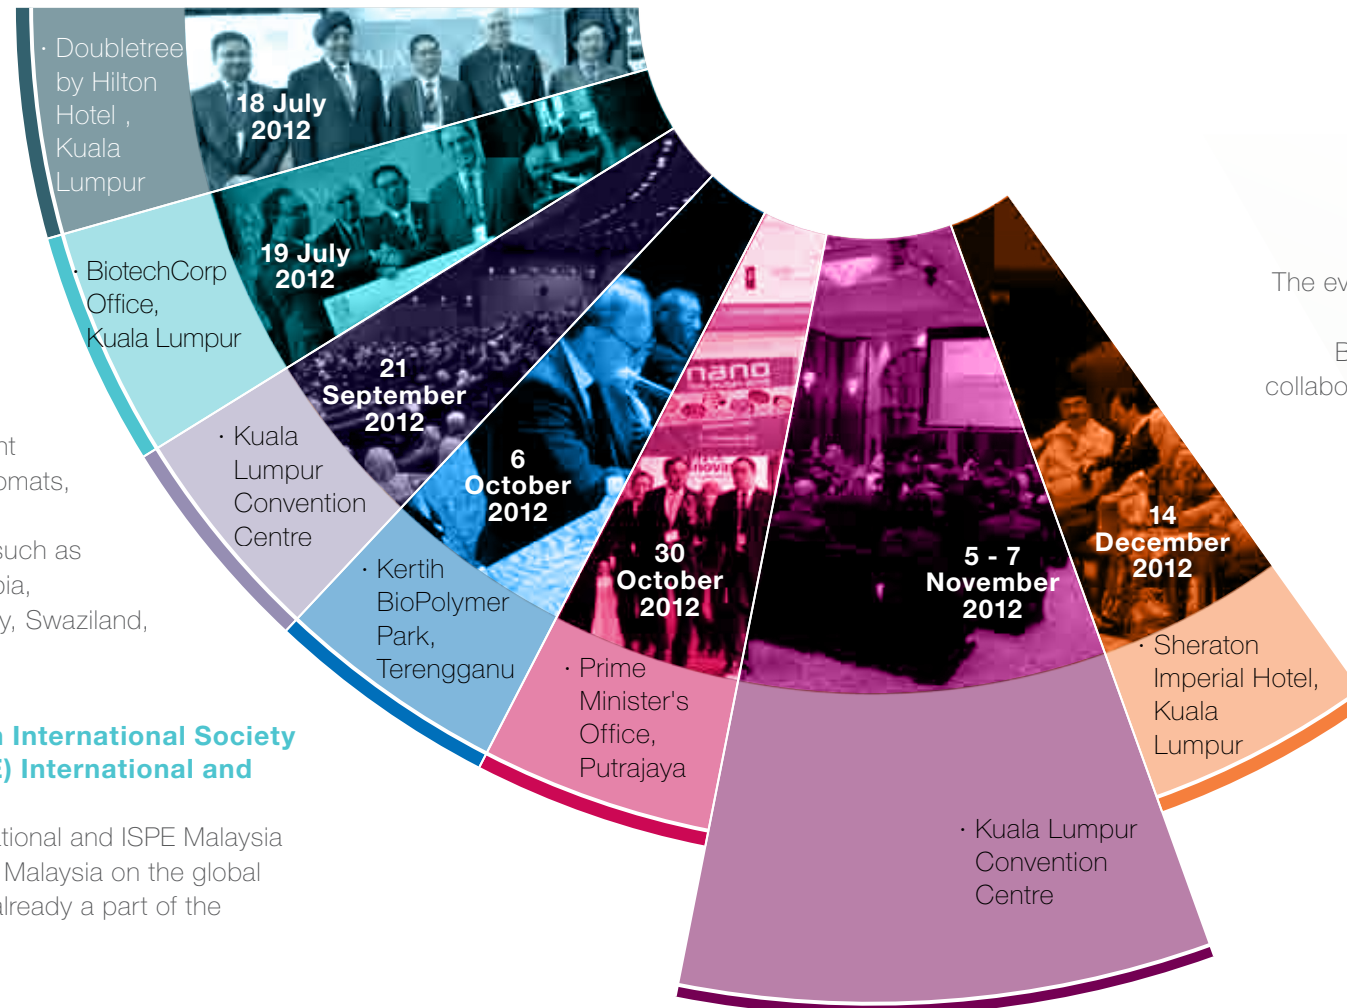 · Doubletree
by Hilton
Hotel ,
Kuala
Lumpur
18 July
2012
· BiotechCorp
Office,
Kuala Lumpur
19 July
2012
· Kuala
Lumpur
Convention
Centre
21
September
2012
· Kertih
BioPolymer
Park,
Terengganu
6
October
2012
· Prime
Minister's
Office,
Putrajaya
nano
30
October
2012
· Kuala Lumpur
Convention
Centre
5 - 7
November
2012
· Sheraton
Imperial Hotel,
Kuala
Lumpur
14
December
2012
The ev
B
collabo
nt
omats,
such as
bia,
y, Swaziland,
n International Society
E) International and
ational and ISPE Malaysia
Malaysia on the global
already a part of the